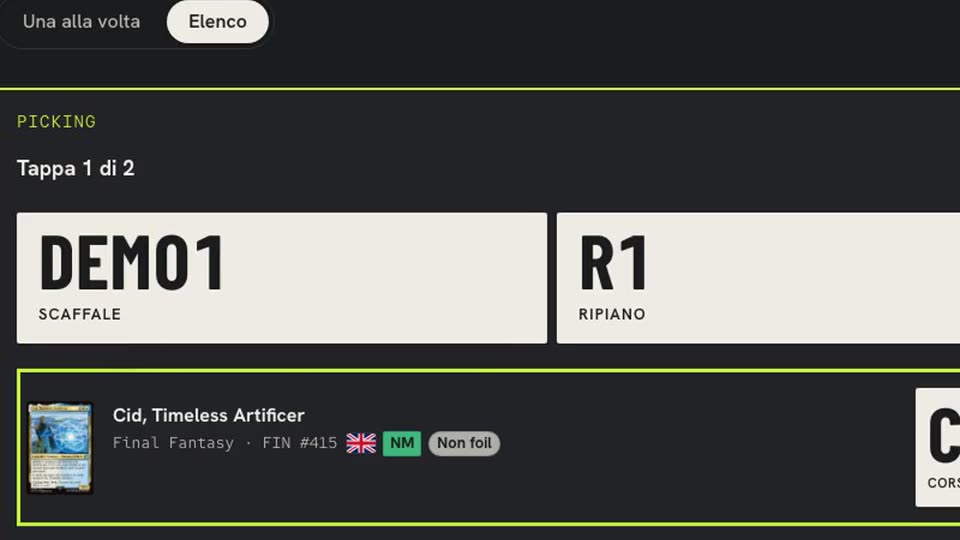 Una alla volta
Elenco
PICKING
Tappa 1 di 2
DEMO1
SCAFFALE
R1
RIPIANO
Cid, Timeless Artificer
Final Fantasy · FIN #415 NM Non foil
C
CORS